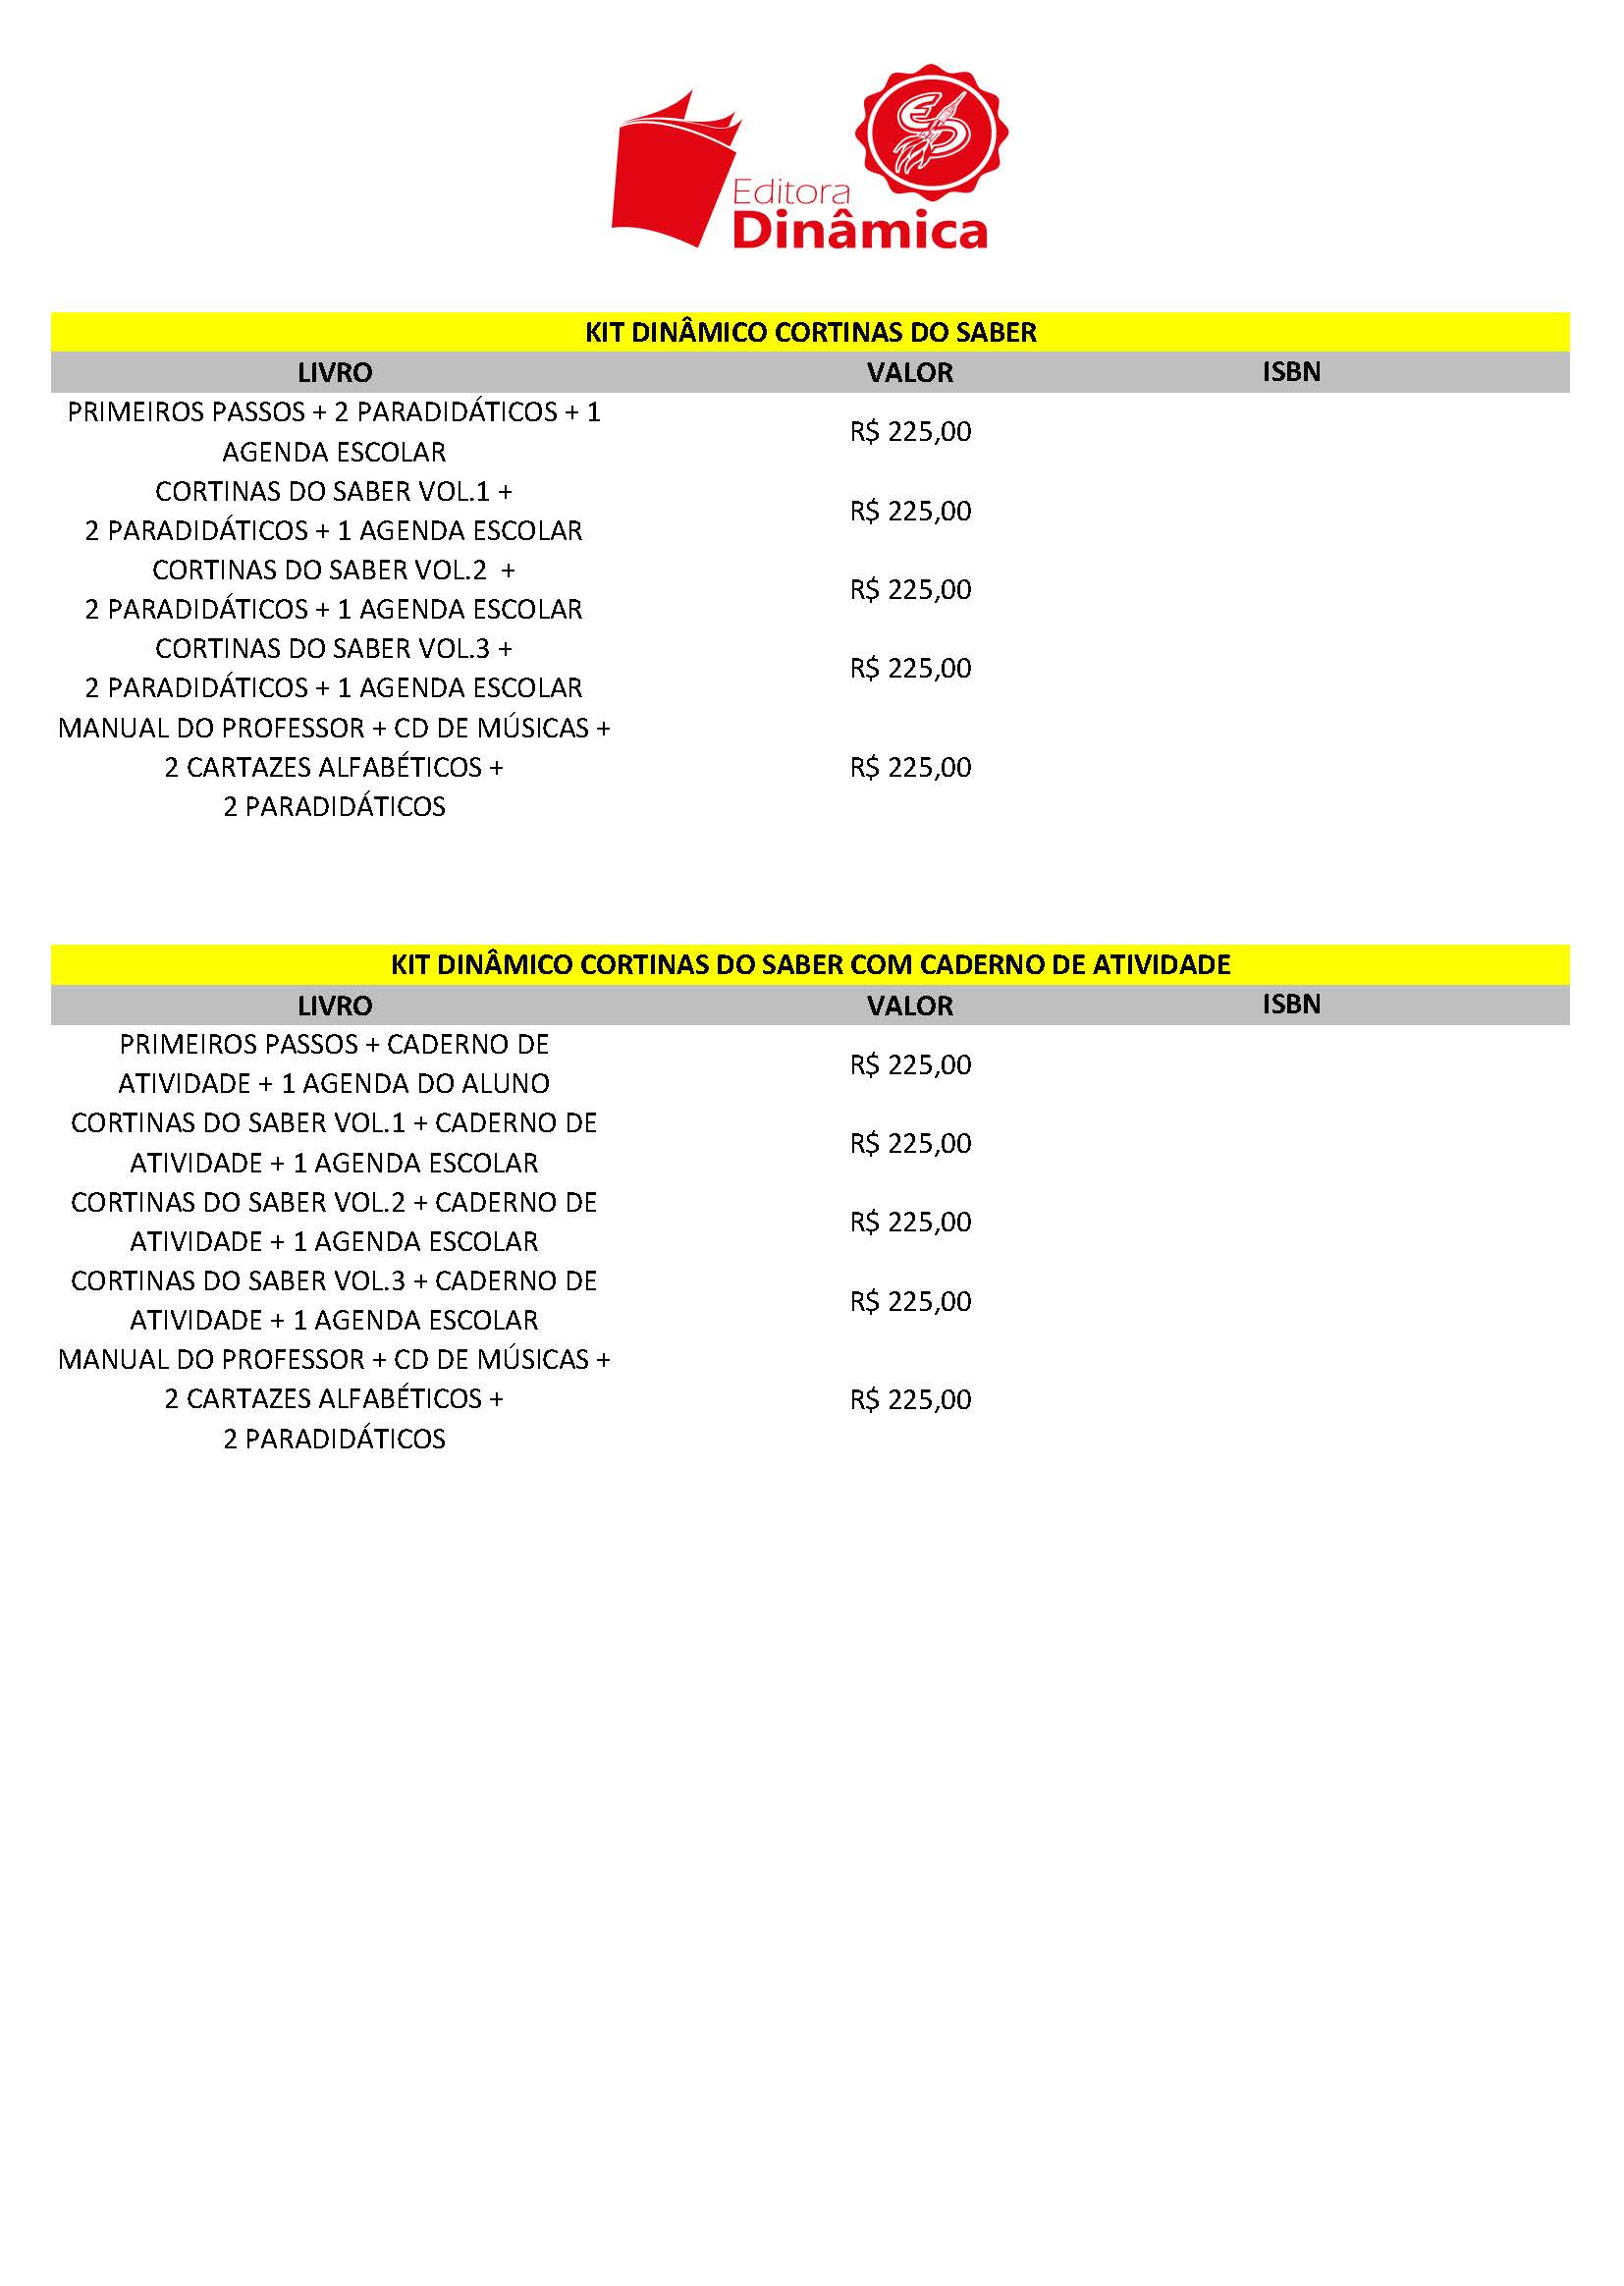 Editora
Dinâmica
KIT DINÂMICO CORTINAS DO SABER
LIVRO VALOR ISBN
PRIMEIROS PASSOS + 2 PARADIDÁTICOS + 1
AGENDA ESCOLAR
R$ 225,00
CORTINAS DO SABER VOL.1 +
2 PARADIDÁTICOS + 1 AGENDA ESCOLAR
R$ 225,00
CORTINAS DO SABER VOL.2 +
2 PARADIDÁTICOS + 1 AGENDA ESCOLAR
R$ 225,00
CORTINAS DO SABER VOL.3 +
2 PARADIDÁTICOS + 1 AGENDA ESCOLAR
R$ 225,00
MANUAL DO PROFESSOR + CD DE MÚSICAS +
2 CARTAZES ALFABÉTICOS +
2 PARADIDÁTICOS
R$ 225,00
KIT DINÂMICO CORTINAS DO SABER COM CADERNO DE ATIVIDADE
LIVRO VALOR ISBN
PRIMEIROS PASSOS + CADERNO DE
ATIVIDADE + 1 AGENDA DO ALUNO
R$ 225,00
CORTINAS DO SABER VOL.1 + CADERNO DE
ATIVIDADE + 1 AGENDA ESCOLAR
R$ 225,00
CORTINAS DO SABER VOL.2 + CADERNO DE
ATIVIDADE + 1 AGENDA ESCOLAR
R$ 225,00
CORTINAS DO SABER VOL.3 + CADERNO DE
ATIVIDADE + 1 AGENDA ESCOLAR
R$ 225,00
MANUAL DO PROFESSOR + CD DE MÚSICAS +
2 CARTAZES ALFABÉTICOS +
2 PARADIDÁTICOS
R$ 225,00